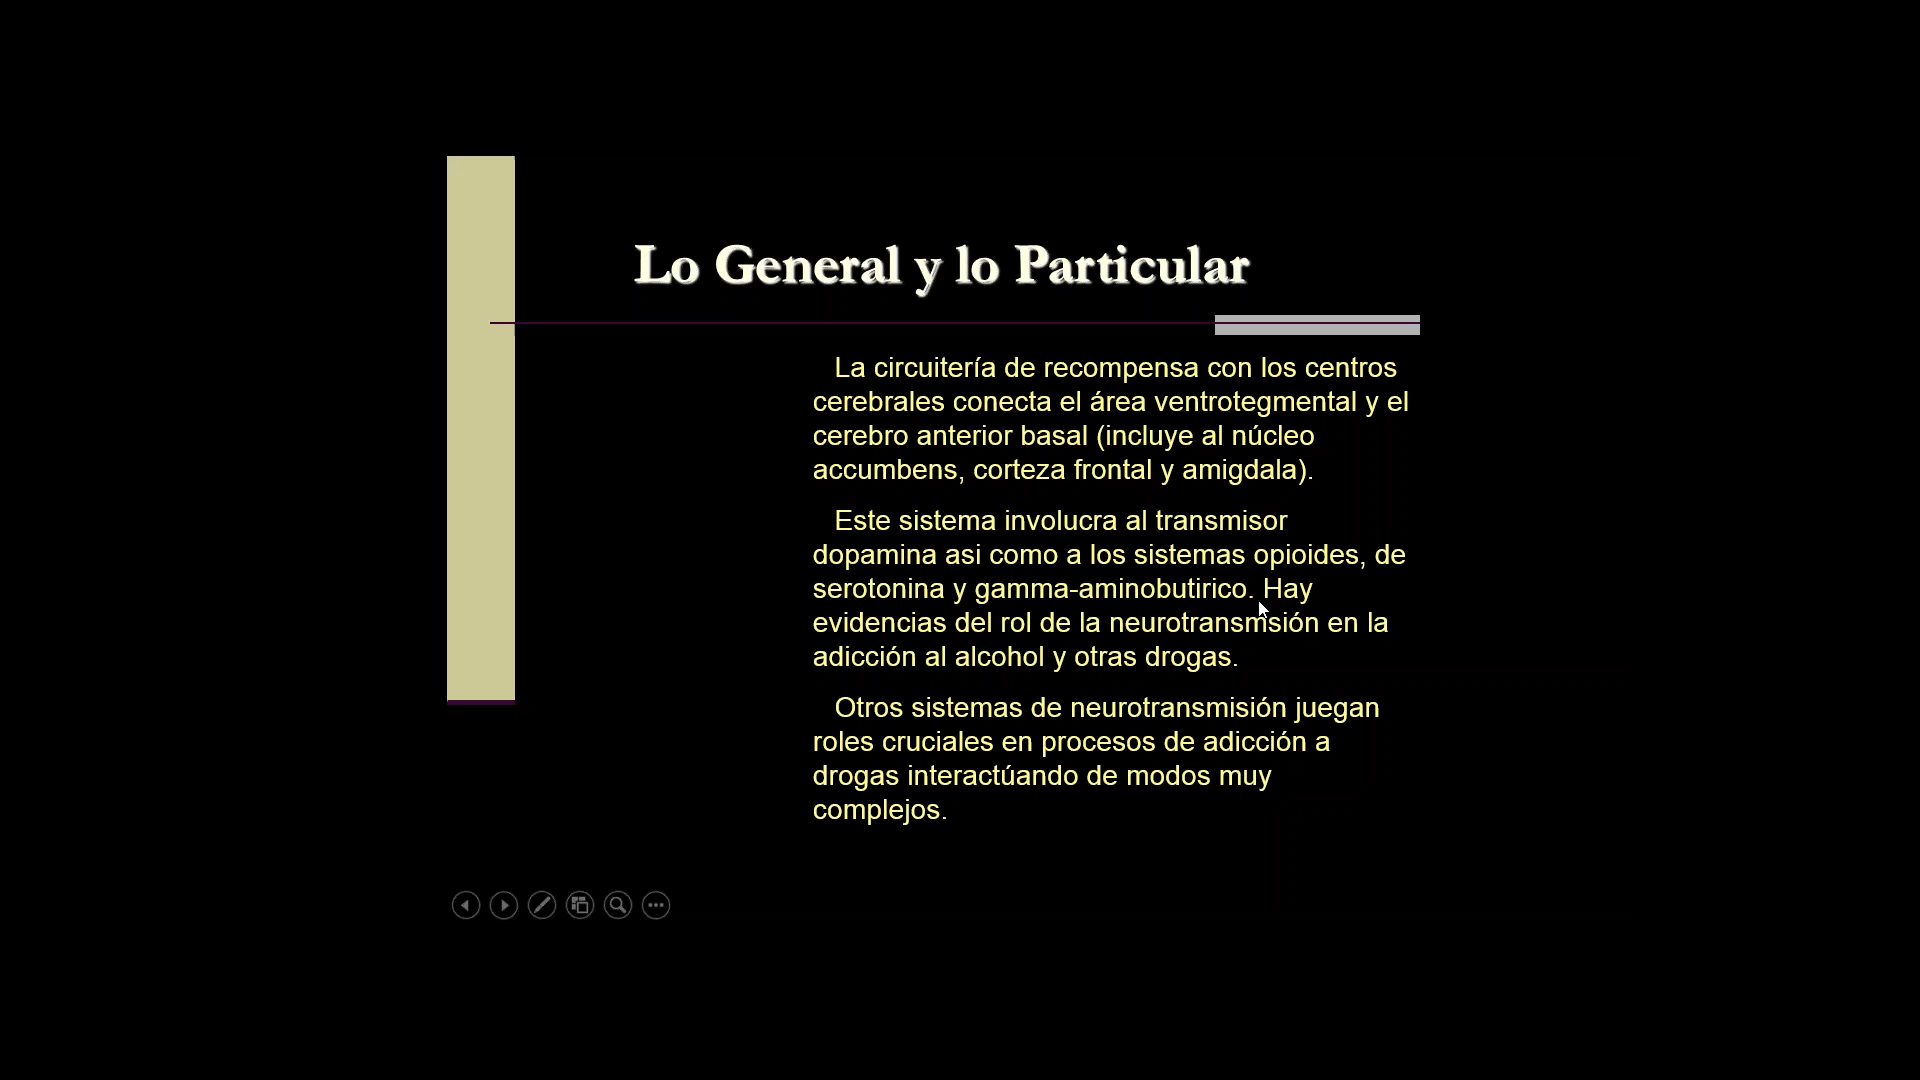 Lo General y lo Particular
La circuitería de recompensa con los centros
cerebrales conecta el área ventrotegmental y el
cerebro anterior basal (incluye al núcleo
accumbens, corteza frontal y amigdala).
Este sistema involucra al transmisor
dopamina asi como a los sistemas opioides, de
serotonina y gamma-aminobutirico. Hay
evidencias del rol de la neurotransmsión en la
adicción al alcohol y otras drogas.
Otros sistemas de neurotransmisión juegan
roles cruciales en procesos de adicción a
drogas interactúando de modos muy
complejos.